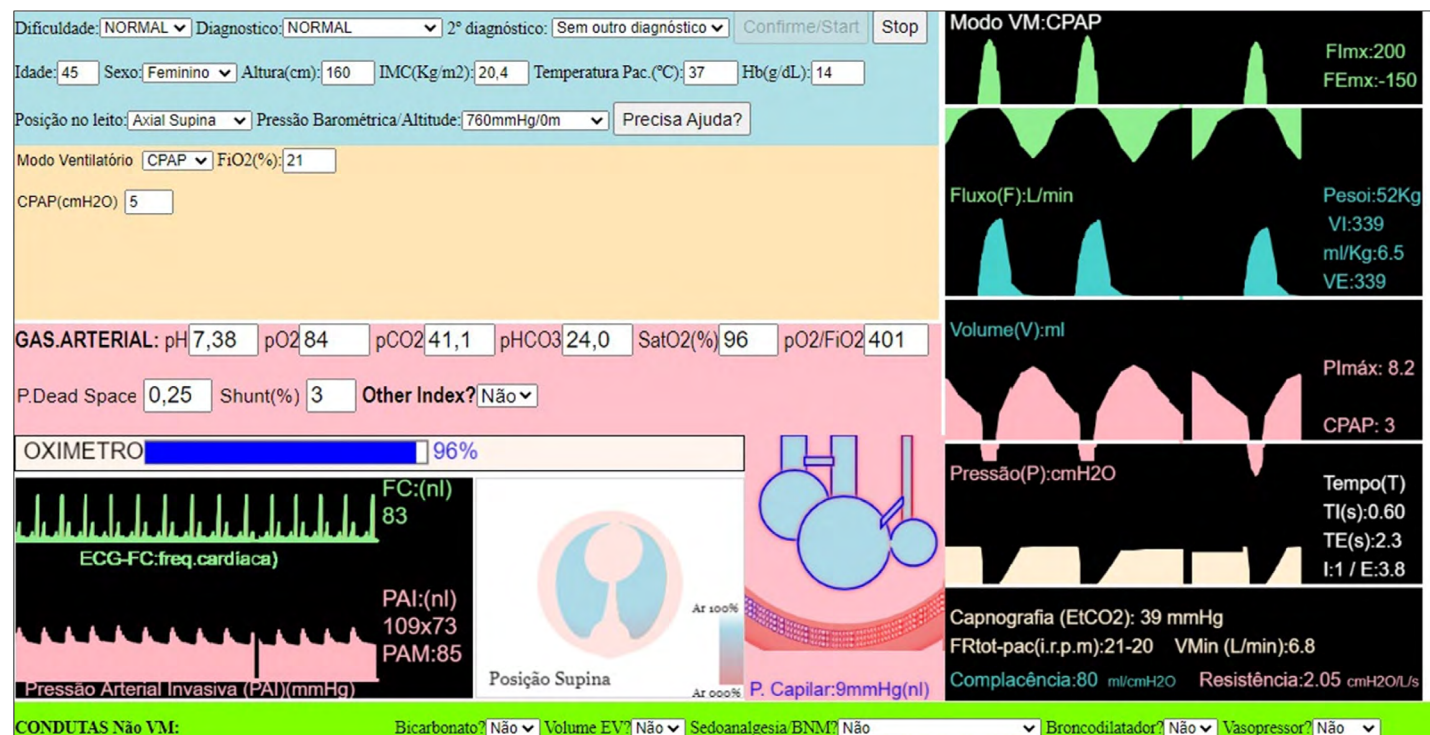 Dificuldade: NORMAL Diagnostico: NORMAL 2º diagnóstico: Sem outro diagnóstico Confirme/Start Stop
Idade: 45 Sexo: Feminino Altura(cm): 160 IMC(Kg/m2): 20,4 Temperatura Pac.(ºC): 37 Hb(g/dL): 14
Posição no leito: Axial Supina Pressão Barométrica/Altitude: 760mmHg/0m Precisa Ajuda?
Modo Ventilatório CPAP FiO2(%): 21
CPAP(cmH2O) 5
GAS.ARTERIAL: pH 7,38 pO2 84 pCO2 41,1 pHCO3 24,0 SatO2(%) 96 pO2/FiO2 401
P.Dead Space 0,25 Shunt(%) 3 Other Index? Não
OXIMETRO 96%
FC:(nl)
83
ECG-FC:freq.cardíaca)
PAI:(nl)
109x73
PAM:85
Pressão Arterial Invasiva (PAI)(mmHg)
Ar 100%
Posição Supina
Ar 000%
P. Capilar:9mmHg(nl)
Modo VM:CPAP
FImx:200
FEmx:-150
Fluxo(F):L/min
Pesoi:52Kg
VI:339
ml/Kg:6.5
VE:339
Volume(V):ml
PImáx: 8.2
CPAP: 3
Pressão(P):cmH2O
Tempo(T)
TI(s):0.60
TE(s):2.3
I:1 / E:3.8
Capnografia (EtCO2): 39 mmHg
FRtot-pac(i.r.p.m):21-20 VMin (L/min):6.8
Complacência:80 ml/cmH2O Resistência:2.05 cmH2O/L/s
CONDUTAS Não VM: Bicarbonato? Não Volume EV? Não Sedoanalgesia/BNM? Não Broncodilatador? Não Vasopressor? Não